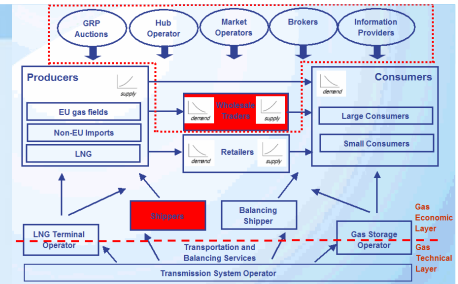 GRP
Auctions
Hub
Operator
Market
Operators
Brokers
Information
Providers
Producers
supply
Consumers
demand
EU gas fields
Non-EU Imports
LNG
demand
supply
Large Consumers
Small Consumers
demand
Retailers
supply
Shippers
Balancing
Shipper
LNG Terminal
Operator
Gas Storage
Operator
Gas
Economic
Layer
Transportation and
Balancing Services
Gas
Technical
Layer
Transmission System Operator